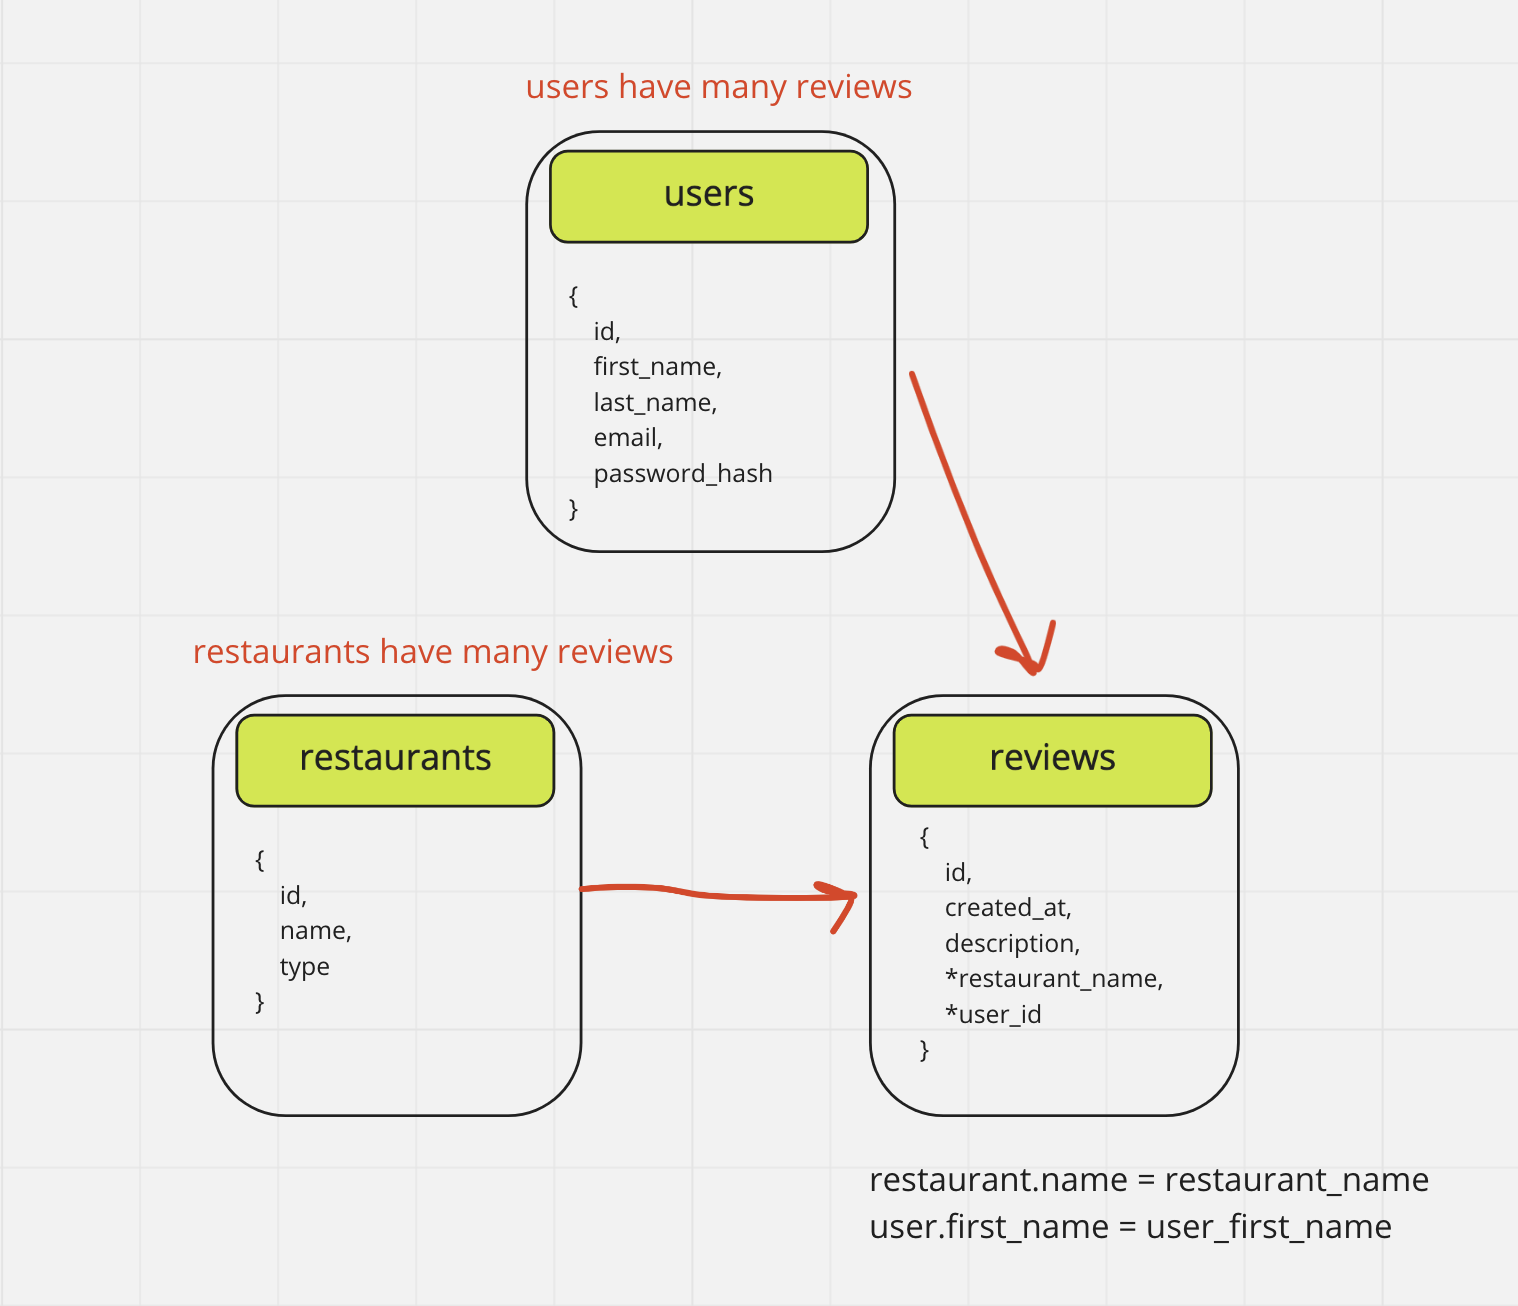 users have many reviews
users
{
id,
first_name,
last_name,
email,
password_hash
}
restaurants have many reviews
restaurants
{
id,
name,
type
}
reviews
{
id,
created_at,
description,
*restaurant_name,
*user_id
}
restaurant.name = restaurant_name
user.first_name = user_first_name